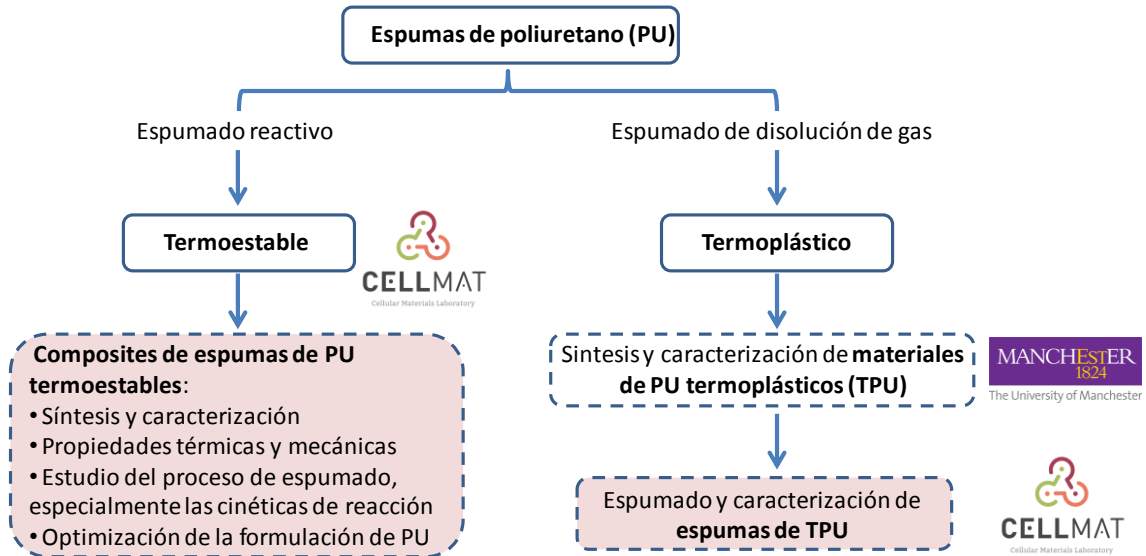 Espumas de poliuretano (PU)
Espumado reactivo
Espumado de disolución de gas
Termoestable
Termoplástico
CELLMAT
Cellular Materials Laboratory
Composites de espumas de PU
termoestables:
• Síntesis y caracterización
• Propiedades térmicas y mecánicas
• Estudio del proceso de espumado,
especialmente las cinéticas de reacción
• Optimización de la formulación de PU
Sintesis y caracterización de materiales
de PU termoplásticos (TPU)
MANCHESTER
1824
The University of Manchester
Espumado y caracterización de
espumas de TPU
CELLMAT
Cellular Materials Laboratory